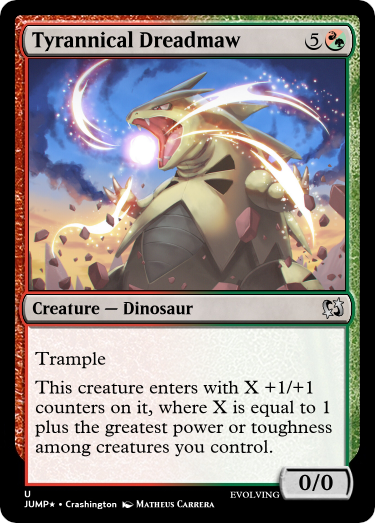 Tyrannical Dreadmaw 5
Creature — Dinosaur
Trample
This creature enters with X +1/+1
counters on it, where X is equal to 1
plus the greatest power or toughness
among creatures you control.
0/0
U
EVOLVING
JUMP★ • Crashington MATHEUS CARRERA